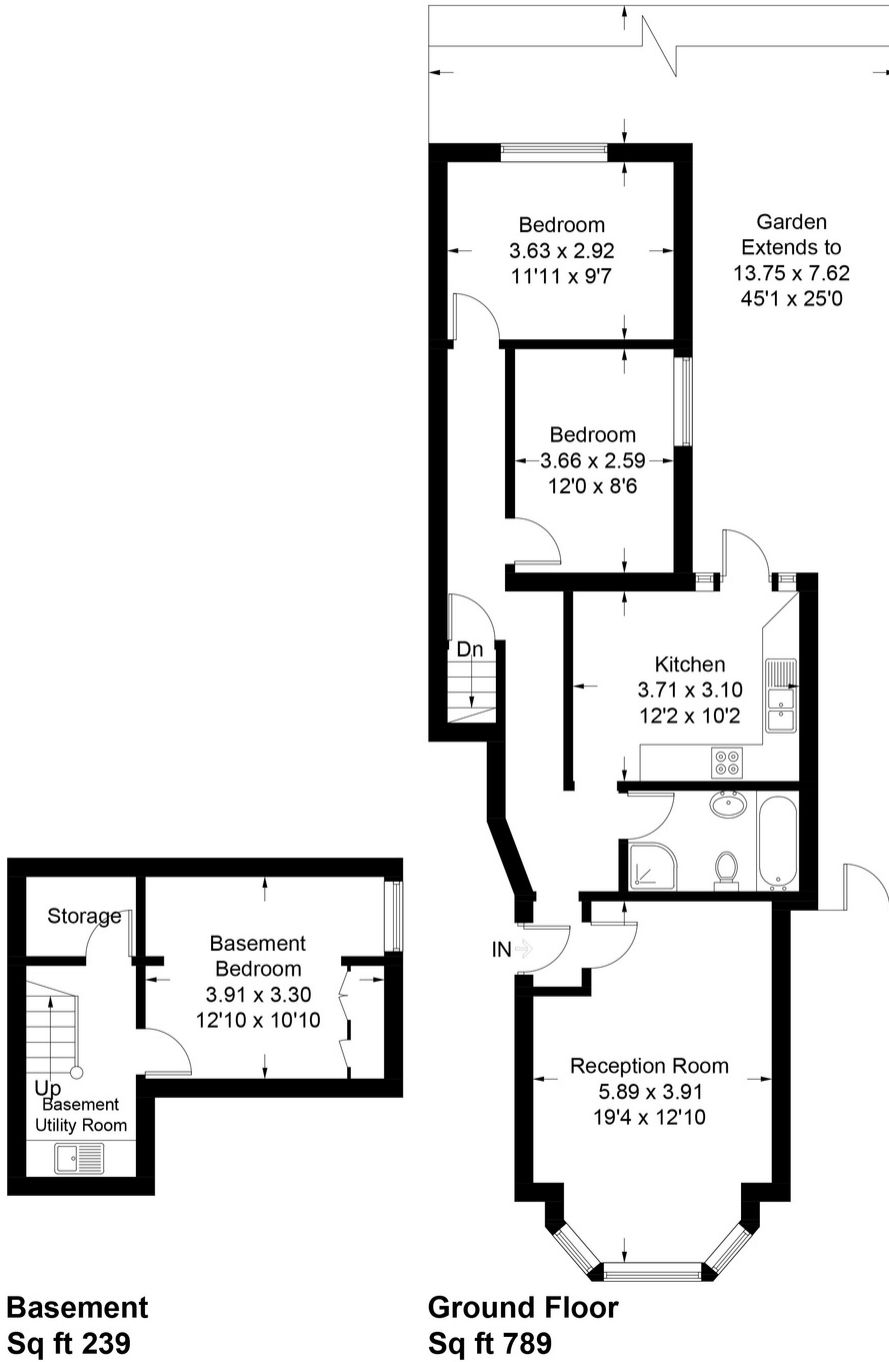 Bedroom
3.63 x 2.92
11'11 x 9'7
Garden
Extends to
13.75 x 7.62
45'1 x 25'0
Bedroom
3.66 x 2.59
12'0 x 8'6
Dn
Kitchen
3.71 x 3.10
12'2 x 10'2
IN
Reception Room
5.89 x 3.91
19'4 x 12'10
Storage
Basement
Bedroom
3.91 x 3.30
12'10 x 10'10
Up
Basement
Utility Room
Basement
Sq ft 239
Ground Floor
Sq ft 789